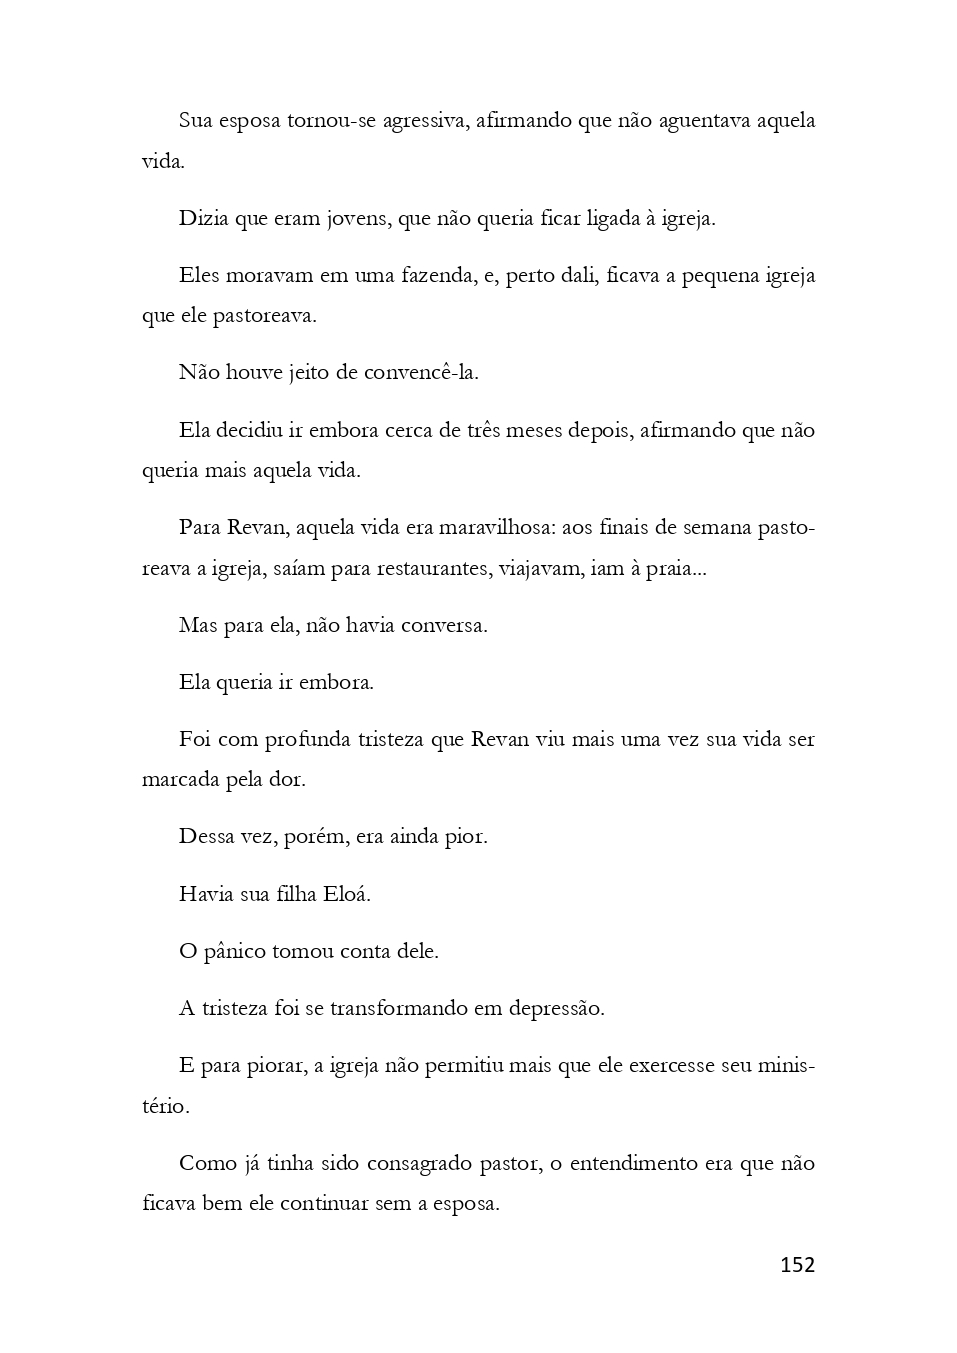 Sua esposa tornou-se agressiva, afirmando que não aguentava aquela
vida.
Dizia que eram jovens, que não queria ficar ligada à igreja.
Eles moravam em uma fazenda, e, perto dali, ficava a pequena igreja
que ele pastoreava.
Não houve jeito de convencê-la.
Ela decidiu ir embora cerca de três meses depois, afirmando que não
queria mais aquela vida.
Para Revan, aquela vida era maravilhosa: aos finais de semana pasto-
reava a igreja, saíam para restaurantes, viajavam, iam à praia...
Mas para ela, não havia conversa.
Ela queria ir embora.
Foi com profunda tristeza que Revan viu mais uma vez sua vida ser
marcada pela dor.
Dessa vez, porém, era ainda pior.
Havia sua filha Eloá.
O pânico tomou conta dele.
A tristeza foi se transformando em depressão.
E para piorar, a igreja não permitiu mais que ele exercesse seu minis-
tério.
Como já tinha sido consagrado pastor, o entendimento era que não
ficava bem ele continuar sem a esposa.
152